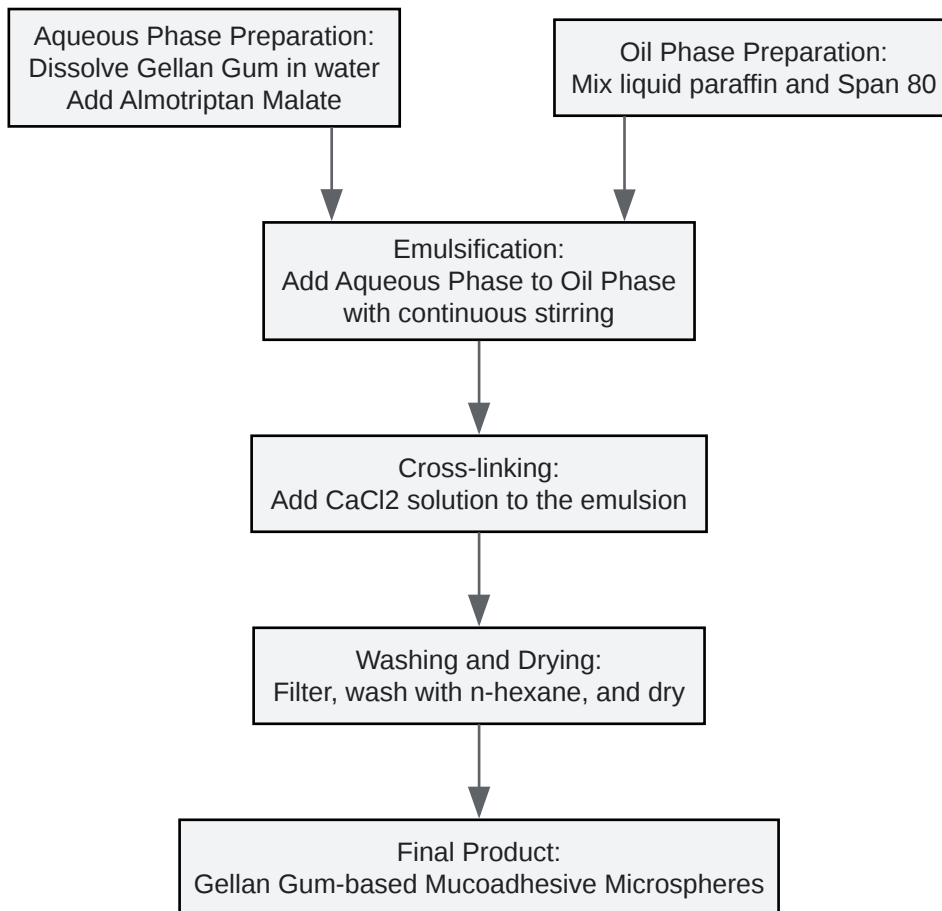 Aqueous Phase Preparation:
Dissolve Gellan Gum in water
Add Almotriptan Malate
Oil Phase Preparation:
Mix liquid paraffin and Span 80
Emulsification:
Add Aqueous Phase to Oil Phase
with continuous stirring
Cross-linking:
Add CaCl2 solution to the emulsion
Washing and Drying:
Filter, wash with n-hexane, and dry
Final Product:
Gellan Gum-based Mucoadhesive Microspheres